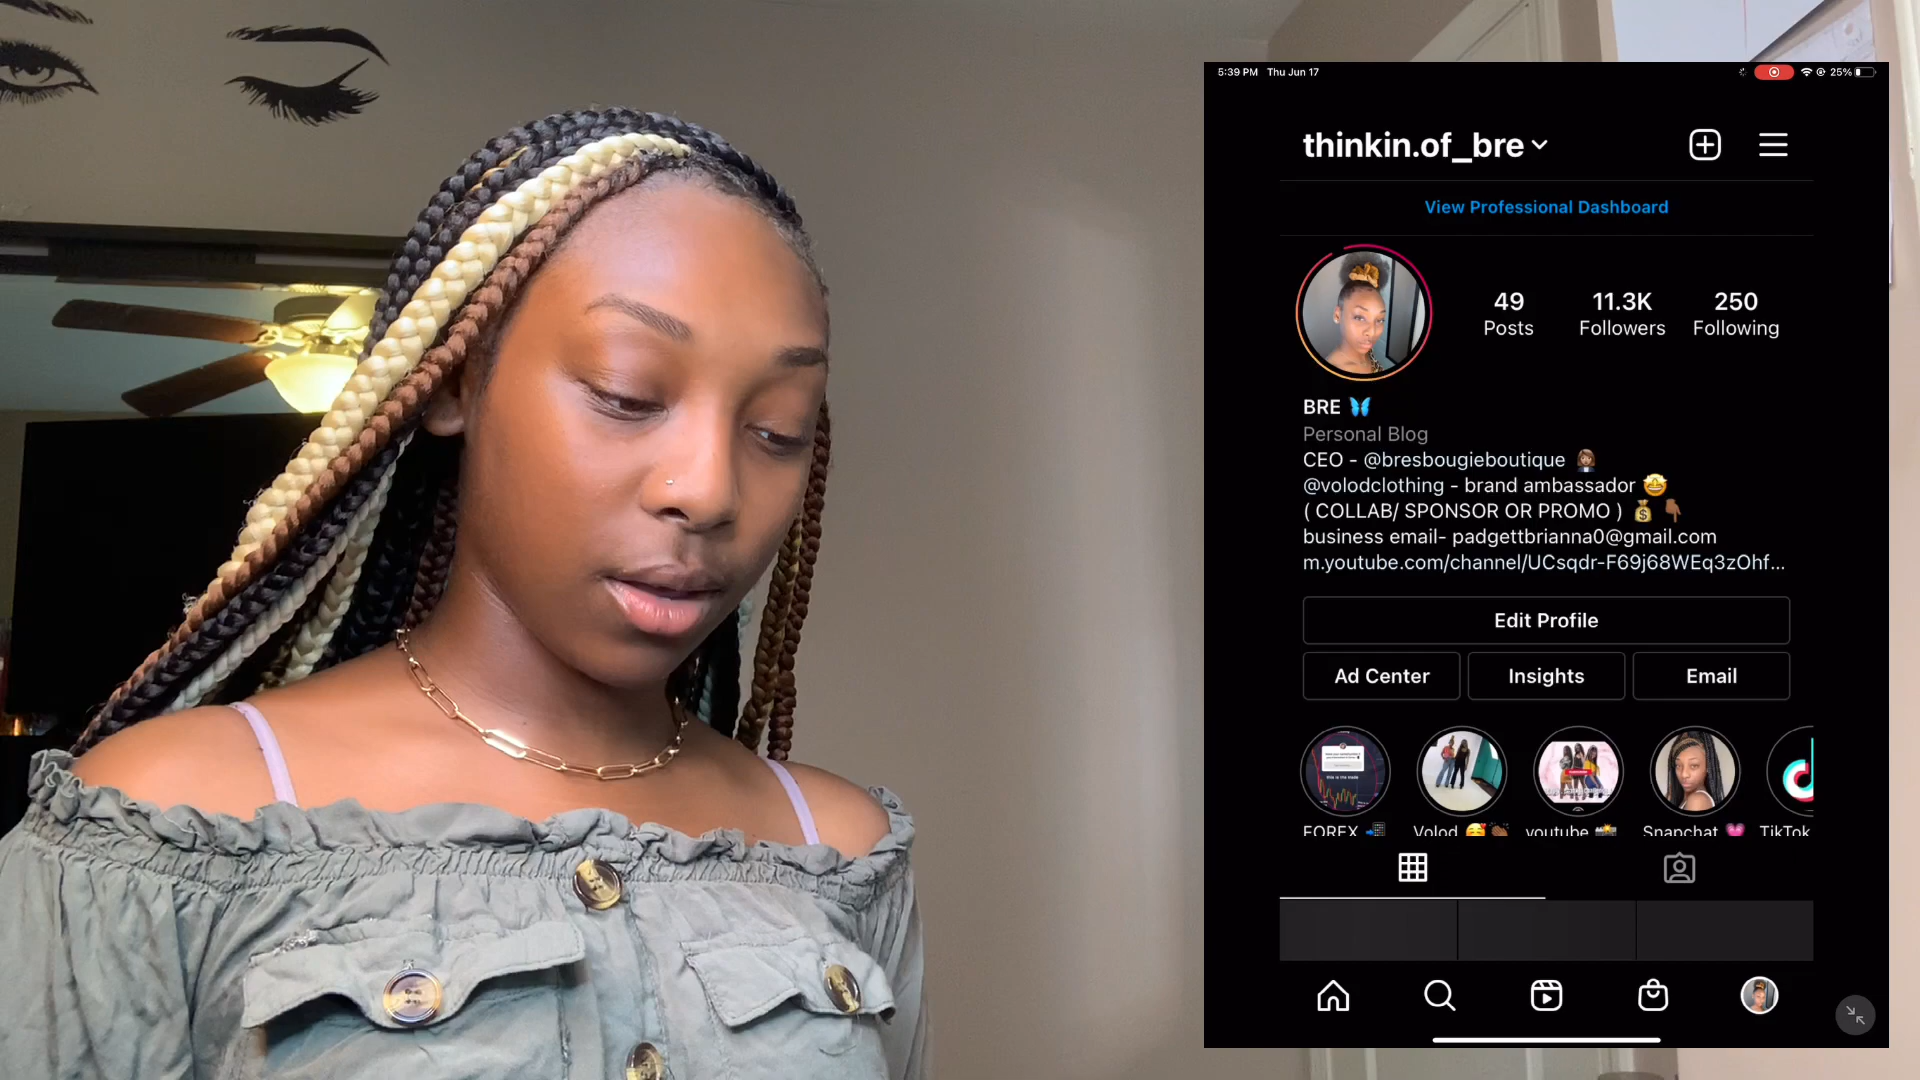 5:39 PM Thu Jun 17
25%
thinkin.of_bre
View Professional Dashboard
49 11.3K 250
Posts Followers Following
BRE 🦋
Personal Blog
CEO - @bresbougieboutique 👩🏽‍💼
@volodclothing - brand ambassador 🤩
( COLLAB/ SPONSOR OR PROMO ) 💰👇🏾
business email- padgettbrianna0@gmail.com
m.youtube.com/channel/UCsqdr-F69j68WEq3zOhf...
Edit Profile
Ad Center Insights Email
FOREX 📲 Volod 🥰 youtube 📸 Snapchat 💗 TikTok